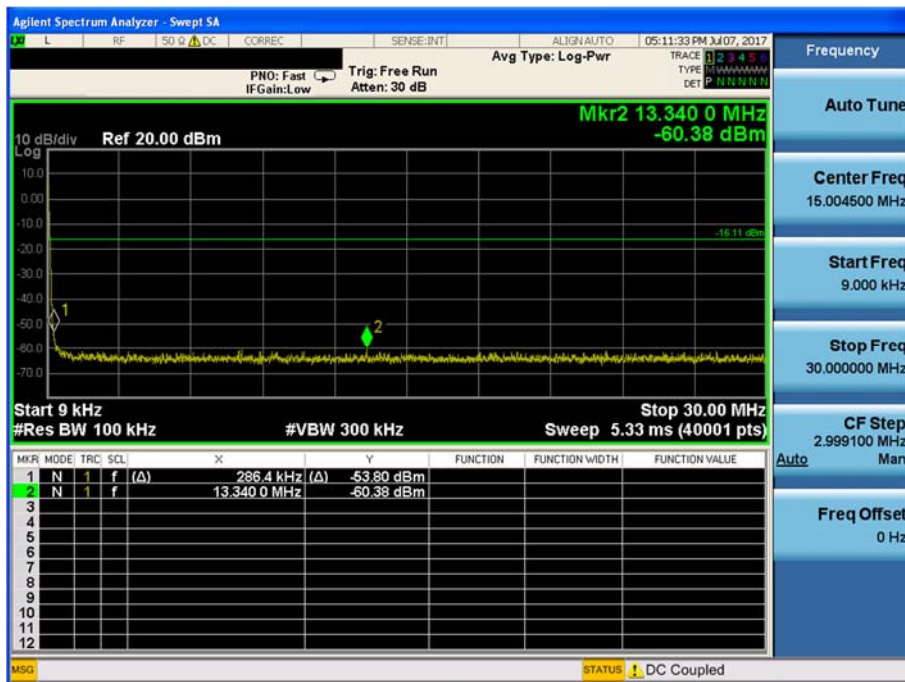 Agilent Spectrum Analyzer - Swept SA
L RF 50 Ω DC CORREC SENSE:INT ALIGN AUTO 05:11:33 PM Jul 07, 2017
Avg Type: Log-Pwr
TRACE 1 2 3 4 5 6
PNO: Fast Trig: Free Run
TYPE M
IFGain:Low Atten: 30 dB
DET P N N N N N
Mkr2 13.340 0 MHz
10 dB/div Ref 20.00 dBm -60.38 dBm
Log
10.0
0.00
-10.0
-16.11 dBm
-20.0
-30.0
-40.0
1
-50.0
2
-60.0
-70.0
Start 9 kHz Stop 30.00 MHz
#Res BW 100 kHz #VBW 300 kHz Sweep 5.33 ms (40001 pts)
MKR MODE TRC SCL X Y FUNCTION FUNCTION WIDTH FUNCTION VALUE
1 N 1 f (Δ) 286.4 kHz (Δ) -53.80 dBm
2 N 1 f 13.340 0 MHz -60.38 dBm
3
4
5
6
7
8
9
10
11
12
MSG STATUS DC Coupled
Frequency
Auto Tune
Center Freq
15.004500 MHz
Start Freq
9.000 kHz
Stop Freq
30.000000 MHz
CF Step
2.999100 MHz
Auto Man
Freq Offset
0 Hz